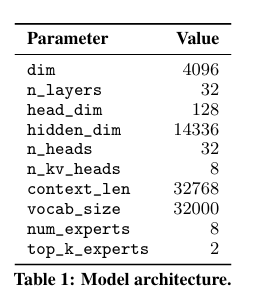 Parameter Value
dim 4096
n_layers 32
head_dim 128
hidden_dim 14336
n_heads 32
n_kv_heads 8
context_len 32768
vocab_size 32000
num_experts 8
top_k_experts 2
Table 1: Model architecture.